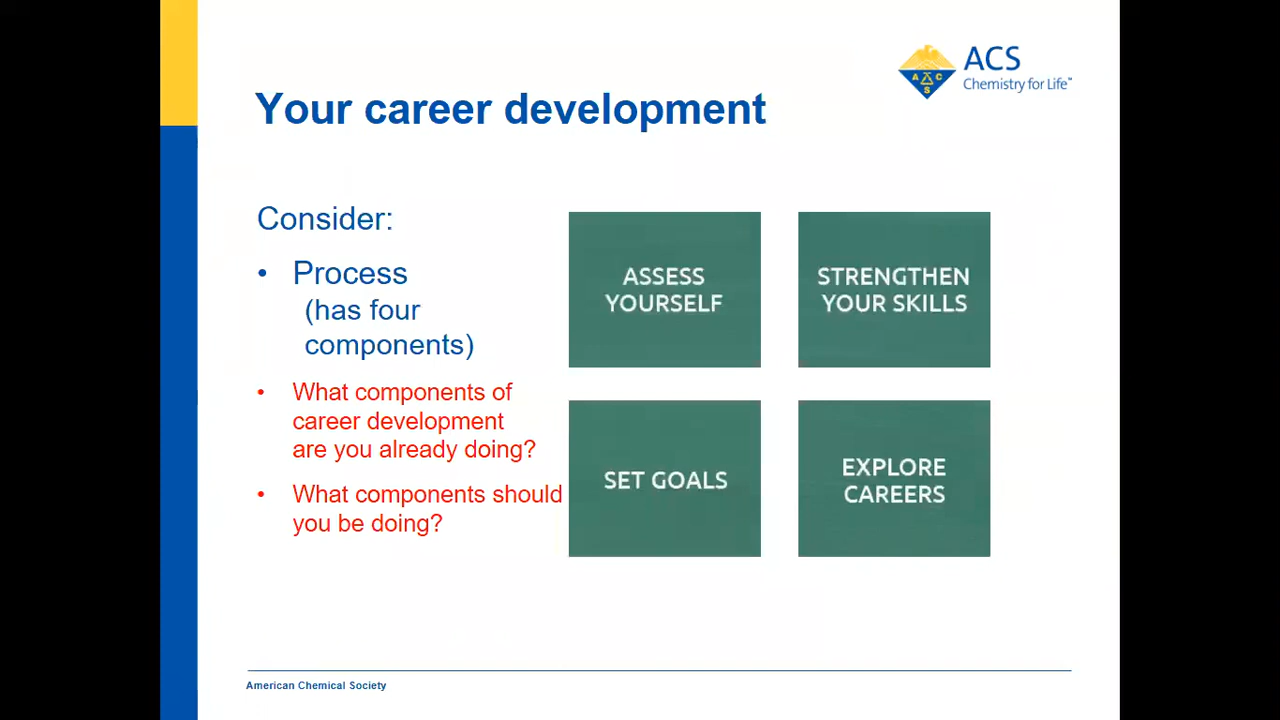 ACS
Chemistry for Life™
A C S
Your career development
Consider:
• Process
(has four
components)
• What components of
career development
are you already doing?
• What components should
you be doing?
ASSESS
YOURSELF
STRENGTHEN
YOUR SKILLS
SET GOALS
EXPLORE
CAREERS
American Chemical Society